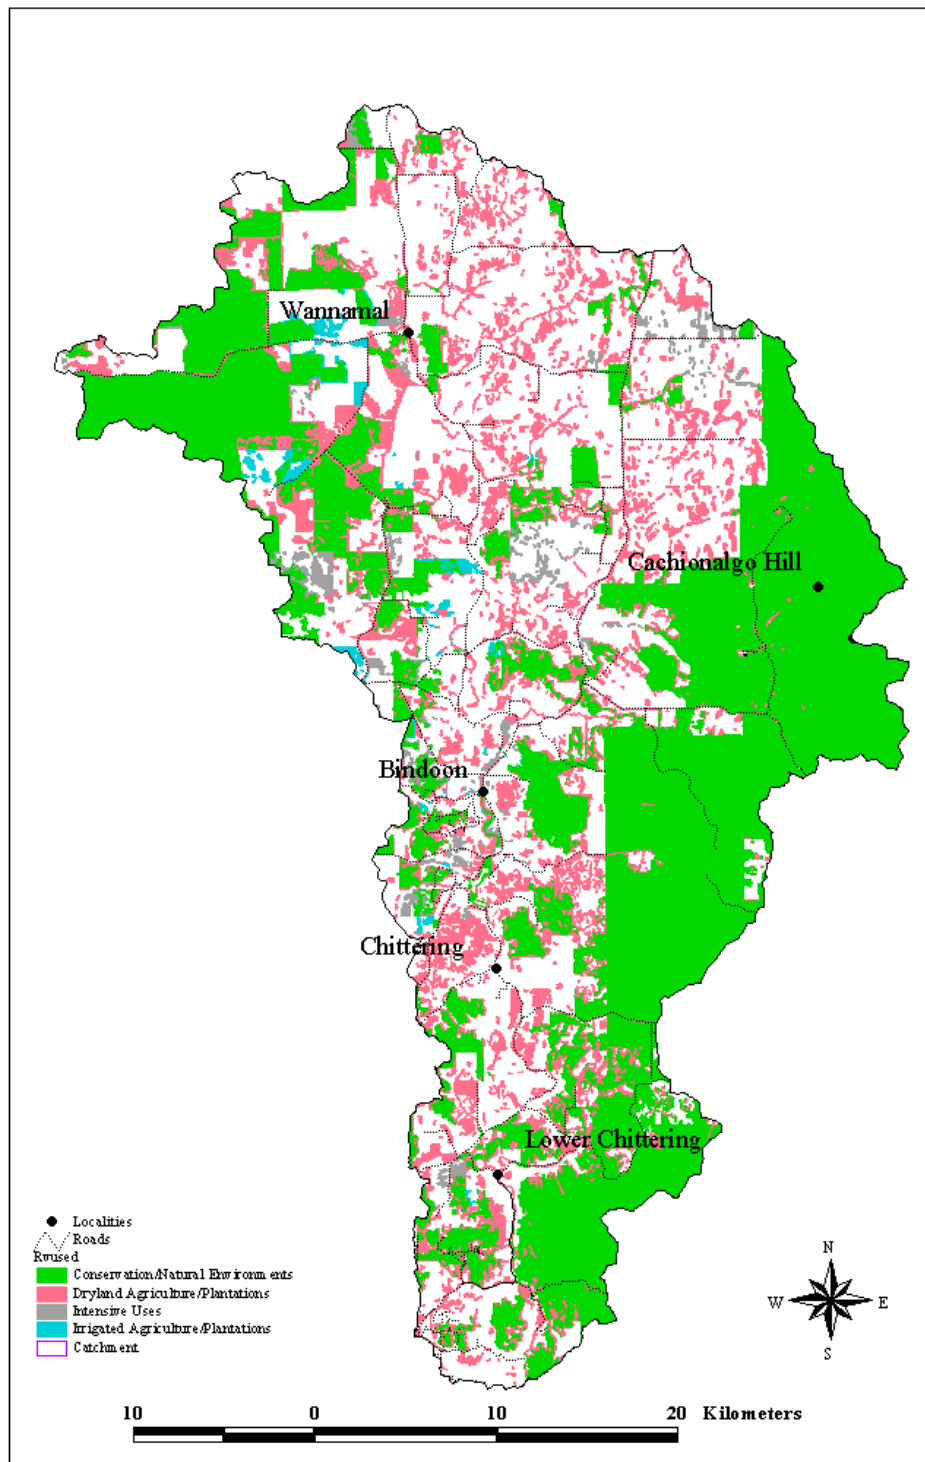 Wannamal
Cachionalgo Hill
Bindoon
Chittering
Lower Chittering
Localities
Roads
Rwused
Conservation/Natural Environments
Dryland Agriculture/Plantations
Intensive Uses
Irrigated Agriculture/Plantations
Catchment
N
W E
S
10 0 10 20 Kilometers